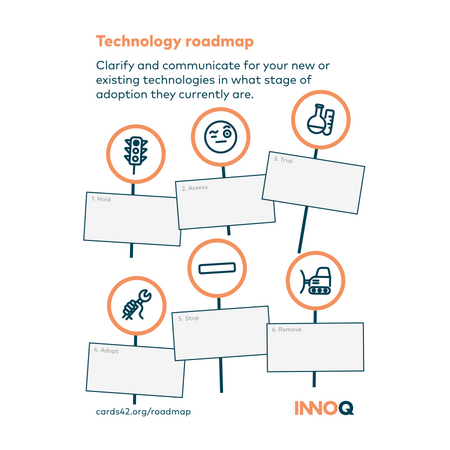 Technology roadmap
Clarify and communicate for your new or
existing technologies in what stage of
adoption they currently are.
1. Hold
2. Assess
3. Trial
4. Adopt
5. Stop
6. Remove
cards42.org/roadmap
INNOQ